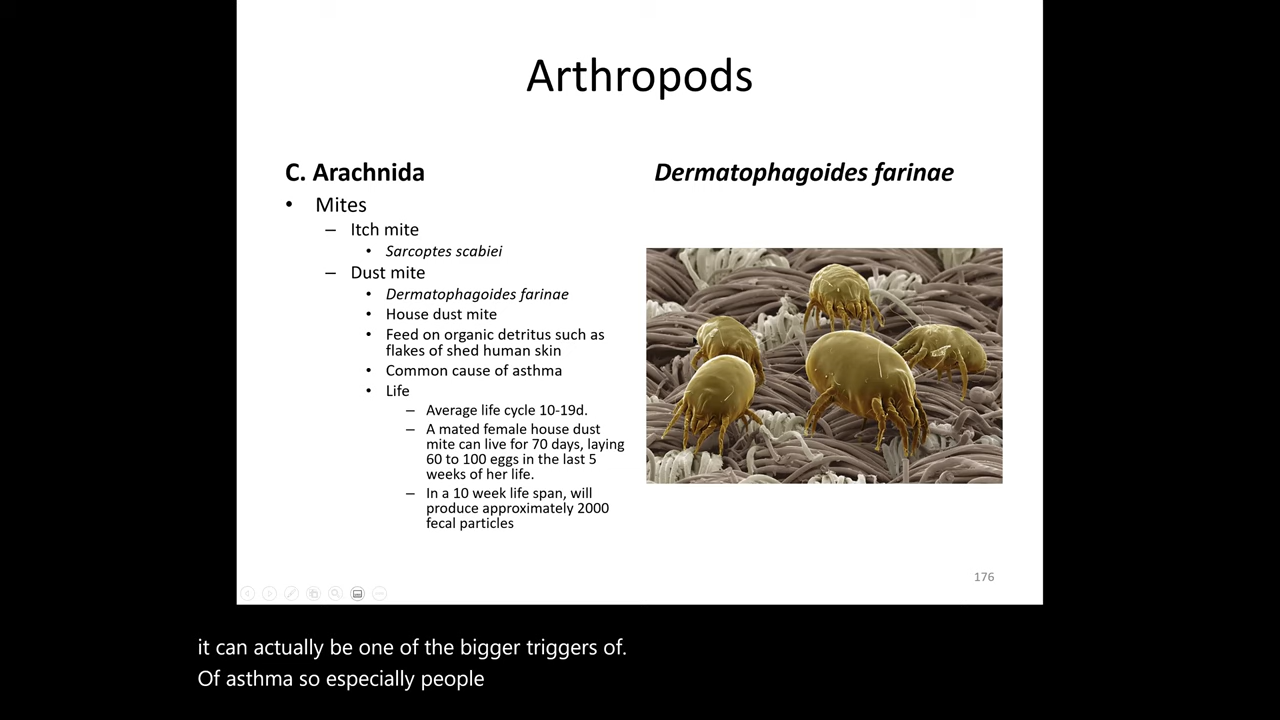 Arthropods
C. Arachnida
• Mites
– Itch mite
• Sarcoptes scabiei
– Dust mite
• Dermatophagoides farinae
• House dust mite
• Feed on organic detritus such as
flakes of shed human skin
• Common cause of asthma
• Life
– Average life cycle 10-19d.
– A mated female house dust
mite can live for 70 days, laying
60 to 100 eggs in the last 5
weeks of her life.
– In a 10 week life span, will
produce approximately 2000
fecal particles
Dermatophagoides farinae
176
it can actually be one of the bigger triggers of.
Of asthma so especially people